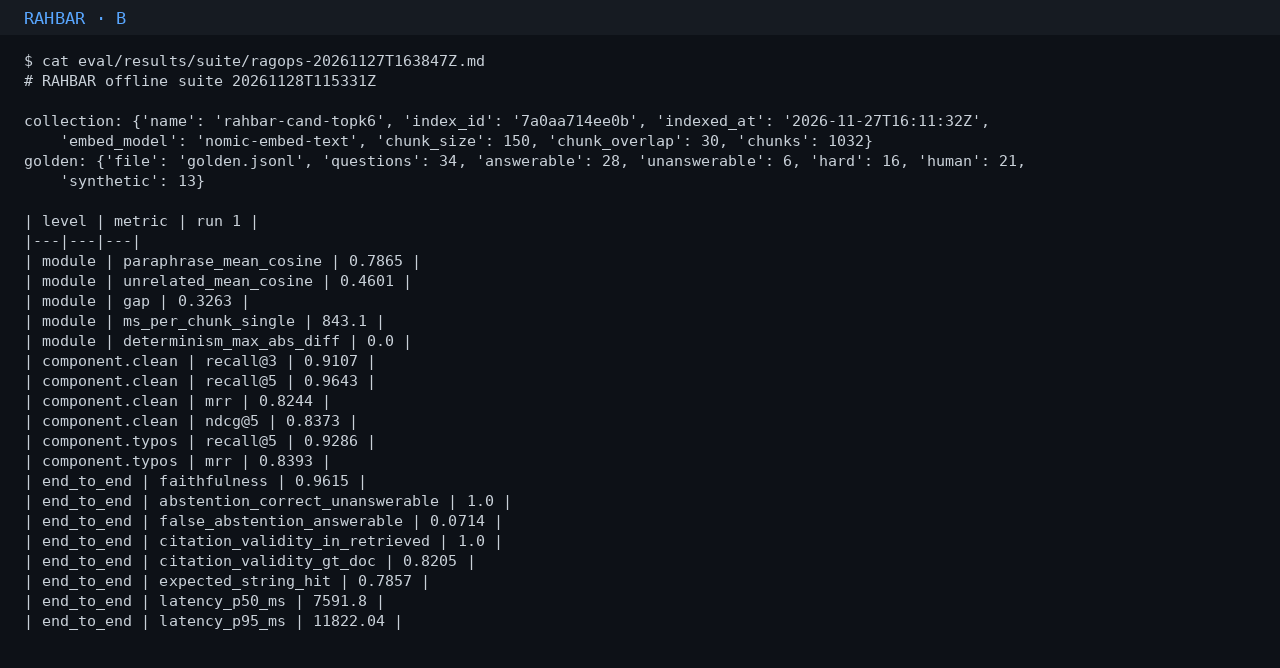 RAHBAR · B
$ cat eval/results/suite/ragops-20261127T163847Z.md
# RAHBAR offline suite 20261128T115331Z
collection: {'name': 'rahbar-cand-topk6', 'index_id': '7a0aa714ee0b', 'indexed_at': '2026-11-27T16:11:32Z',
'embed_model': 'nomic-embed-text', 'chunk_size': 150, 'chunk_overlap': 30, 'chunks': 1032}
golden: {'file': 'golden.jsonl', 'questions': 34, 'answerable': 28, 'unanswerable': 6, 'hard': 16, 'human': 21,
'synthetic': 13}
| level | metric | run 1 |
|---|---|---|
| module | paraphrase_mean_cosine | 0.7865 |
| module | unrelated_mean_cosine | 0.4601 |
| module | gap | 0.3263 |
| module | ms_per_chunk_single | 843.1 |
| module | determinism_max_abs_diff | 0.0 |
| component.clean | recall@3 | 0.9107 |
| component.clean | recall@5 | 0.9643 |
| component.clean | mrr | 0.8244 |
| component.clean | ndcg@5 | 0.8373 |
| component.typos | recall@5 | 0.9286 |
| component.typos | mrr | 0.8393 |
| end_to_end | faithfulness | 0.9615 |
| end_to_end | abstention_correct_unanswerable | 1.0 |
| end_to_end | false_abstention_answerable | 0.0714 |
| end_to_end | citation_validity_in_retrieved | 1.0 |
| end_to_end | citation_validity_gt_doc | 0.8205 |
| end_to_end | expected_string_hit | 0.7857 |
| end_to_end | latency_p50_ms | 7591.8 |
| end_to_end | latency_p95_ms | 11822.04 |